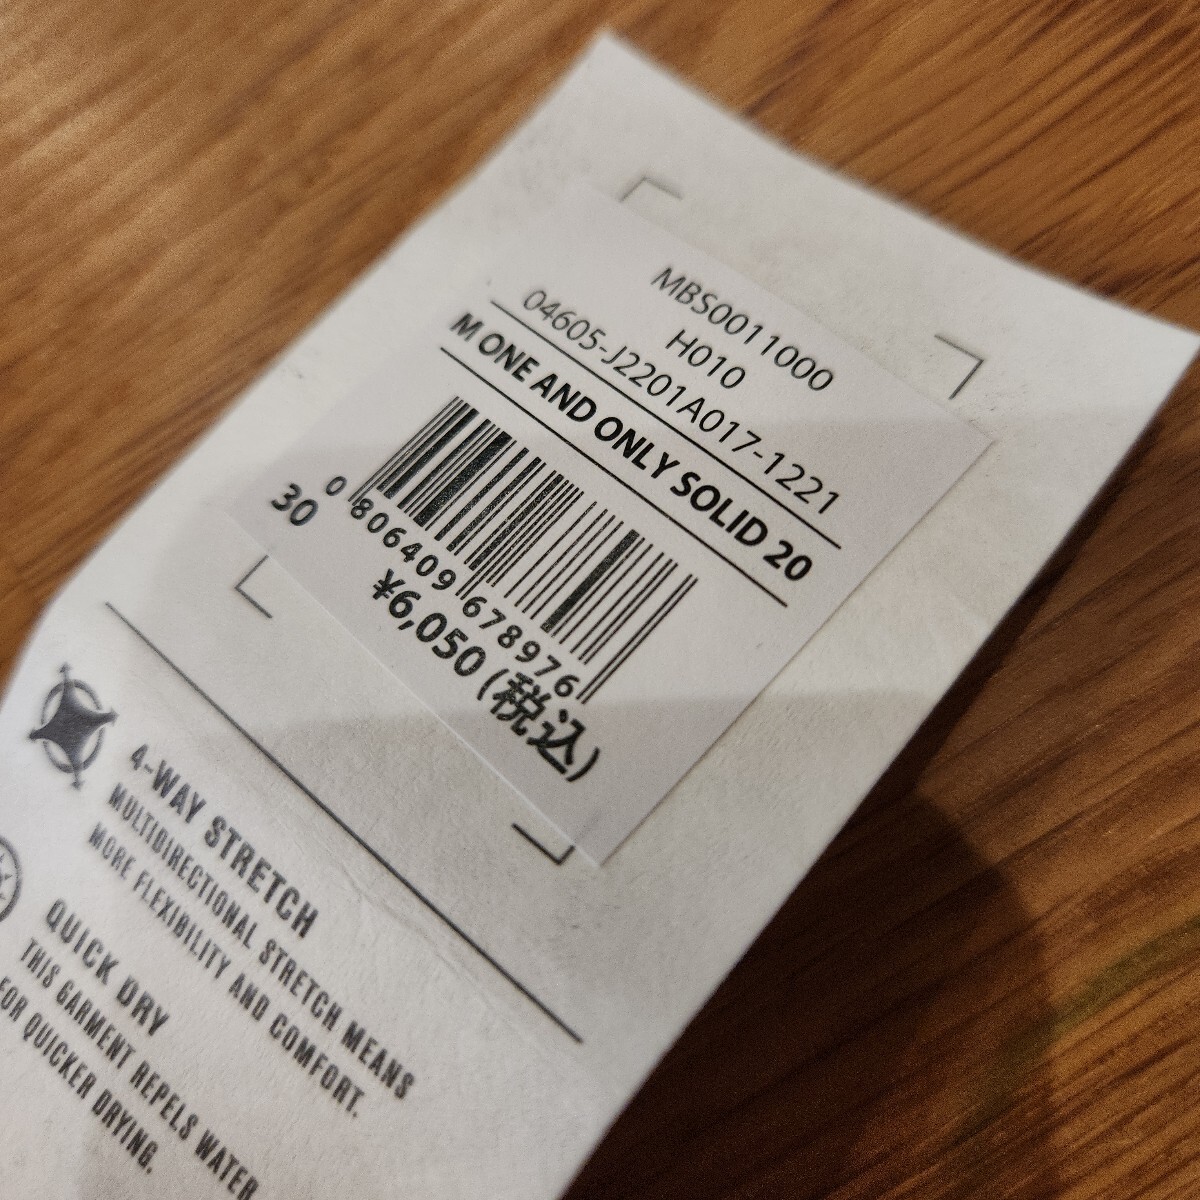 MBS0011000
H010
04605-J2201A017-1221
M ONE AND ONLY SOLID 20
0 806409 678976
30
¥6,050(税込)
4-WAY STRETCH
MULTIDIRECTIONAL STRETCH MEANS
MORE FLEXIBILITY AND COMFORT.
QUICK DRY
THIS GARMENT REPELS WATER
FOR QUICKER DRYING.